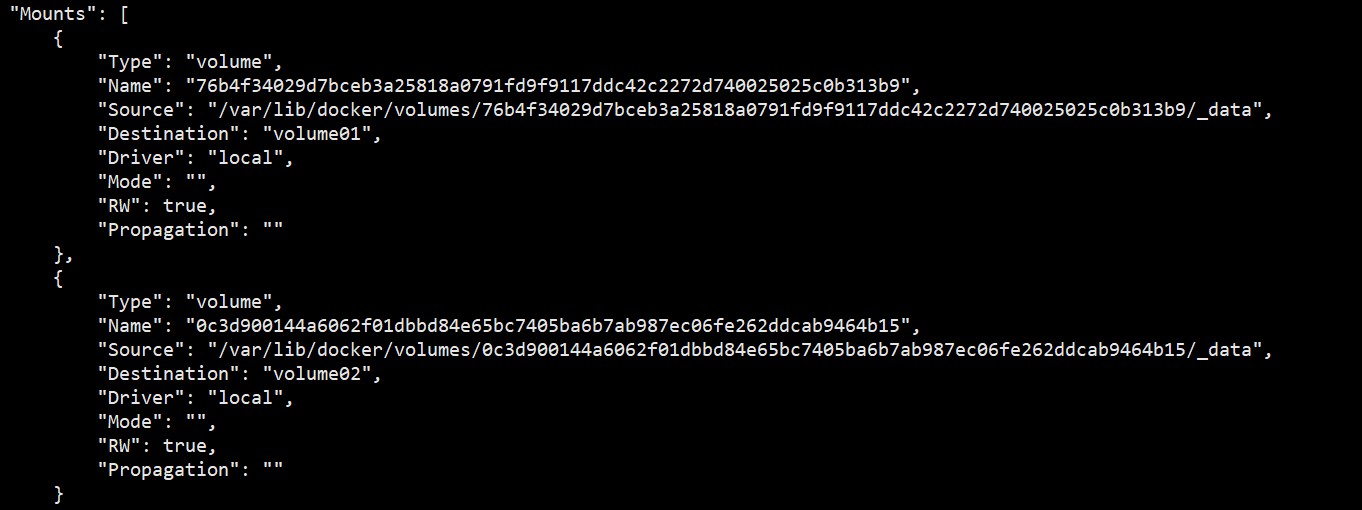 "Mounts": [
{
"Type": "volume",
"Name": "76b4f34029d7bceb3a25818a0791fd9f9117ddc42c2272d740025025c0b313b9",
"Source": "/var/lib/docker/volumes/76b4f34029d7bceb3a25818a0791fd9f9117ddc42c2272d740025025c0b313b9/_data",
"Destination": "volume01",
"Driver": "local",
"Mode": "",
"RW": true,
"Propagation": ""
},
{
"Type": "volume",
"Name": "0c3d900144a6062f01dbbd84e65bc7405ba6b7ab987ec06fe262ddcab9464b15",
"Source": "/var/lib/docker/volumes/0c3d900144a6062f01dbbd84e65bc7405ba6b7ab987ec06fe262ddcab9464b15/_data",
"Destination": "volume02",
"Driver": "local",
"Mode": "",
"RW": true,
"Propagation": ""
}